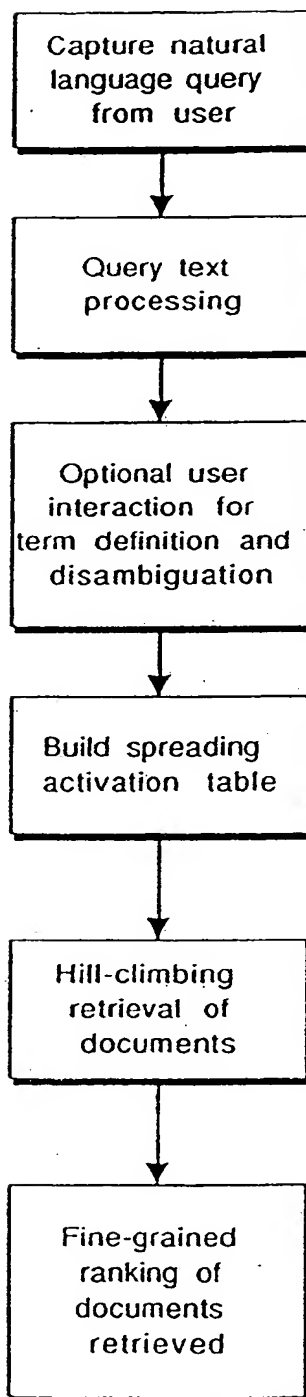 Capture natural
language query
from user
Query text
processing
Optional user
interaction for
term definition and
disambiguation
Build spreading
activation table
Hill-climbing
retrieval of
documents
Fine-grained
ranking of
documents
retrieved